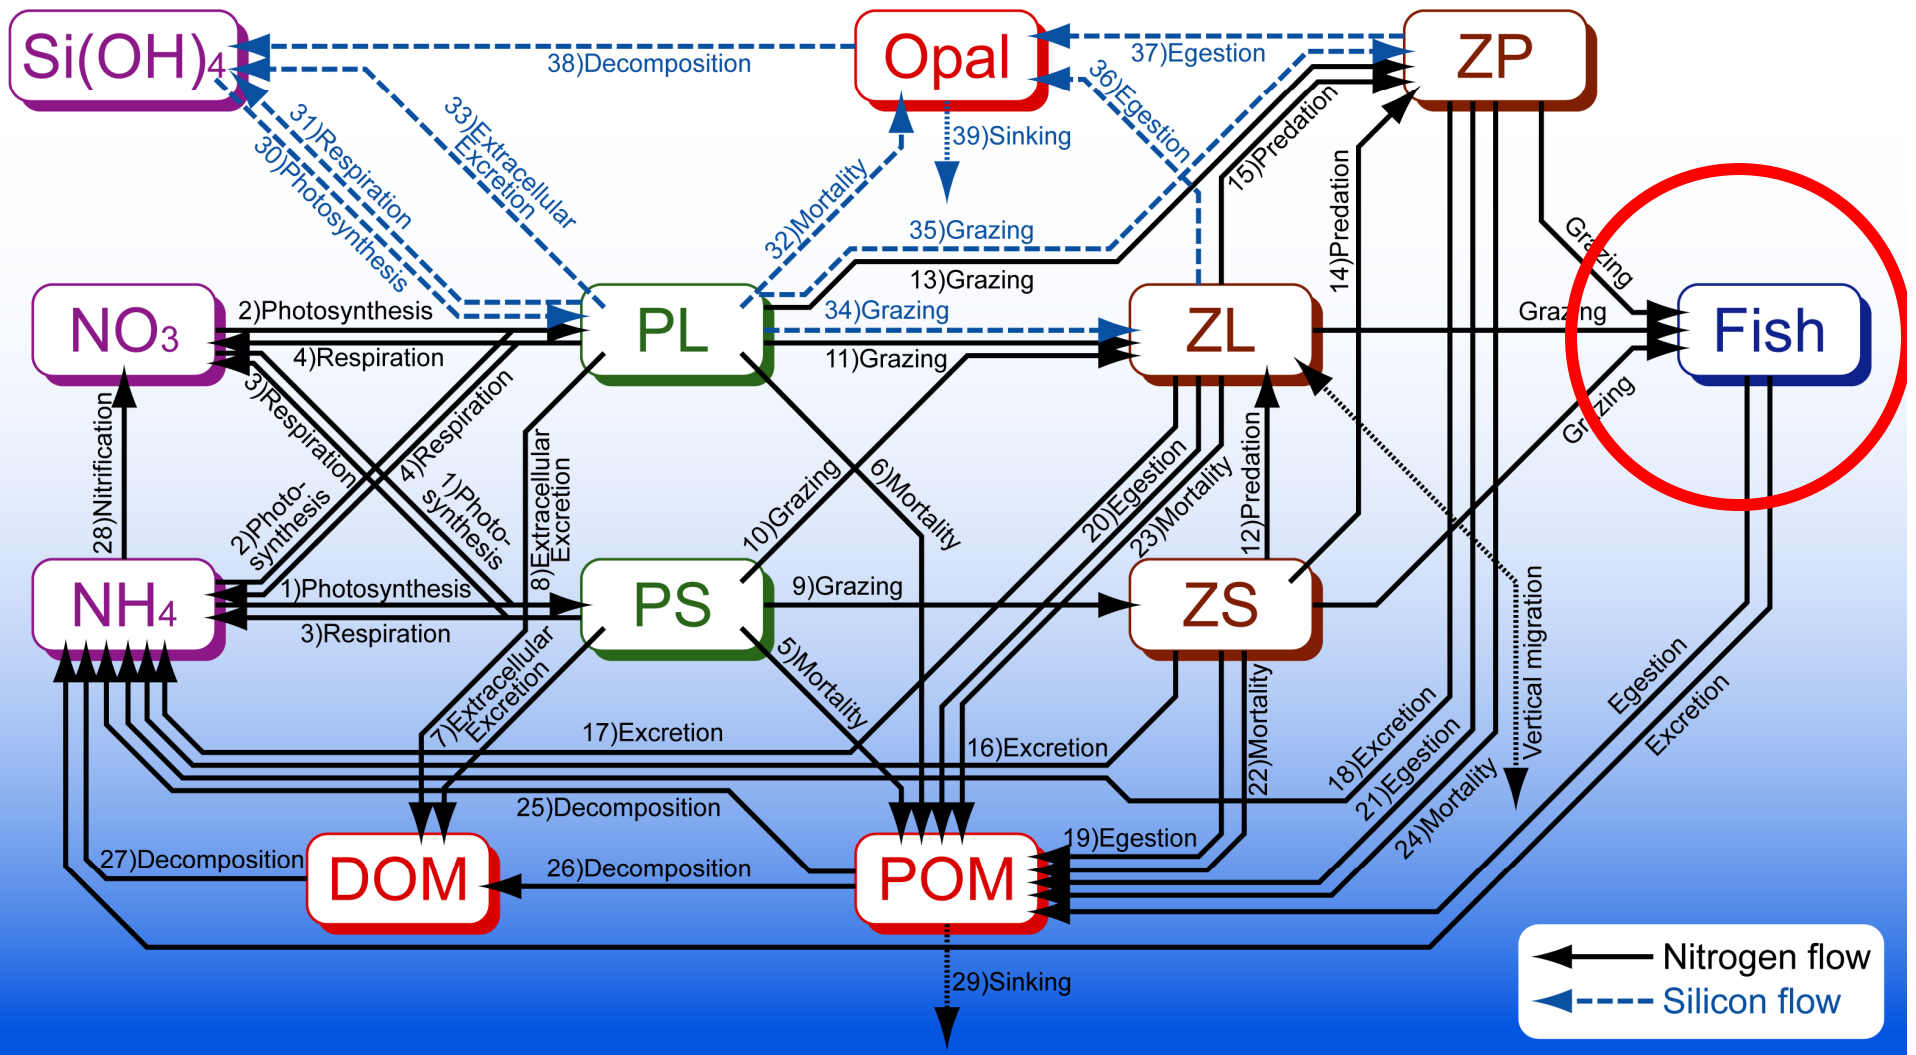 Si(OH)4
Opal
ZP
38)Decomposition
37)Egestion
36)Egestion
39)Sinking
15)Predation
31)Respiration
30)Photosynthesis
33)Extracellular
Excretion
32)Mortality
35)Grazing
13)Grazing
14)Predation
Grazing
NO3
2)Photosynthesis
4)Respiration
PL
34)Grazing
11)Grazing
ZL
Grazing
Fish
Grazing
3)Respiration
4)Respiration
28)Nitrification
2)Photo-
synthesis
1)Photo-
synthesis
8)Extracellular
Excretion
10)Grazing
6)Mortality
20)Egestion
23)Mortality
12)Predation
NH4
1)Photosynthesis
3)Respiration
PS
9)Grazing
ZS
Vertical migration
7)Extracellular
Excretion
5)Mortality
17)Excretion
16)Excretion
22)Mortality
18)Excretion
21)Egestion
24)Mortality
Egestion
Excretion
25)Decomposition
27)Decomposition
DOM
26)Decomposition
POM
19)Egestion
29)Sinking
Nitrogen flow
Silicon flow